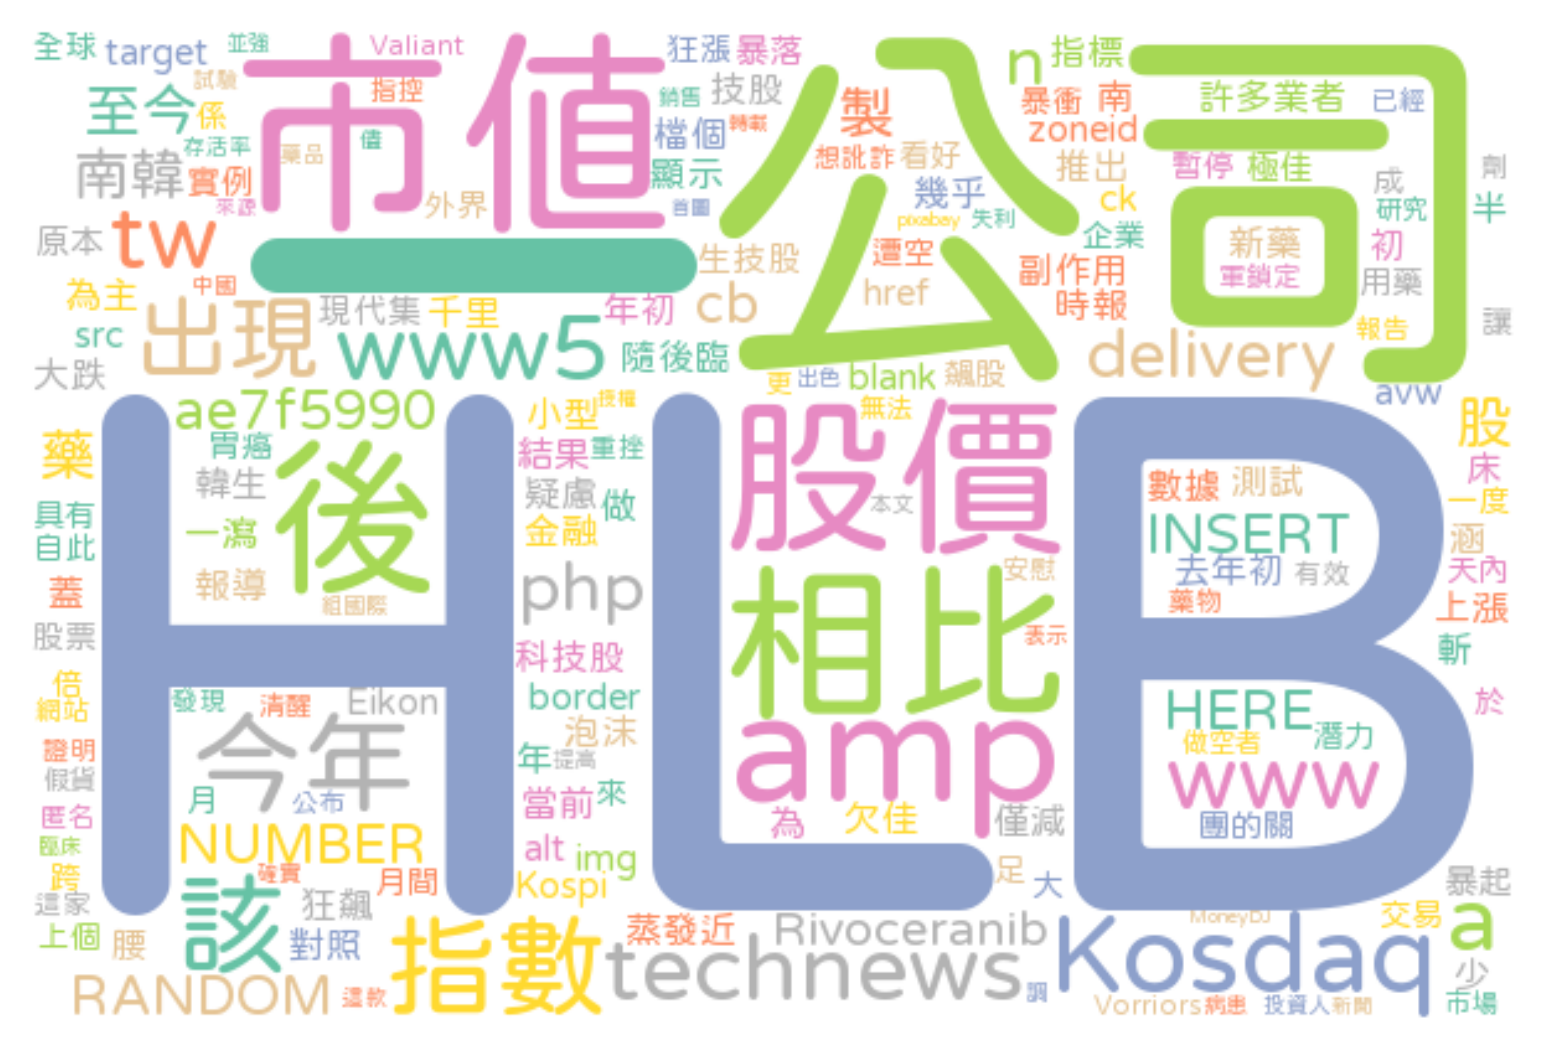 全球 target 並強 Valiant 狂漲 暴落 n 指標
試驗 指控 銷售 技股 製 暴衝 南 許多業者 已經
至今 係 市值 檔個 轉載 公司 zoneid
存活率 藥品 儘 想訛詐 看好 推出 暫停 極佳 劑
南韓 實例 顯示 幾乎 ck 成 研究 半
來源 外界 首圖 pixabay 失利 企業
原本 tw 一 生技股 遭空 新藥 初
為主 中國 cb href 副作用 時報 軍鎖定 用藥
src 出現 現代集 千里 年初 讓
大跌 www5 隨後臨 更 出色 blank 飆股 delivery 報告 avw
ae7f5990 小型 授權 無法 股
藥 胃癌 後 結果 重挫 股價 數據 測試 床
韓生 疑慮 做 本文 INSERT 一度
具有 一瀉 金融 涵
自此 報導 php 相比 安慰 去年初 有效 天內
蓋 組國際 藥物 上漲
股票 HLB 科技股 表示 斬
倍 發現 清醒 Eikon border HERE 於
網站 今年 泡沫 amp 做空者 潛力
證明 年 提高 www
假貨 月 公布 當前 來
匿名 NUMBER 為 欠佳 僅減 團的關
臨床 確實 alt img
跨 月間 Kospi 足 大 暴起
這家 該 狂飆 MoneyDJ 交易 a
上個 腰 對照 指數 蒸發近 Rivoceranib Kosdaq
RANDOM 這款 technews 調 少
Vorriors 病患 投資人 新聞 市場